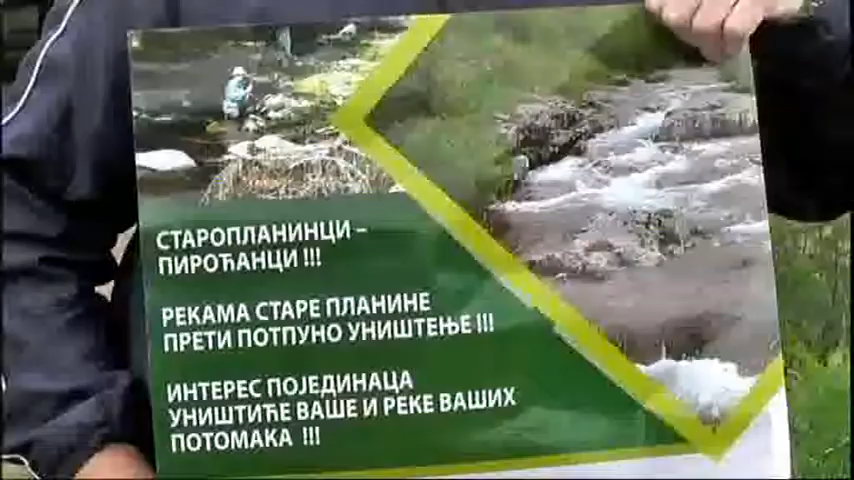 СТАРОПЛАНИНЦИ –
ПИРОЋАНЦИ !!!
РЕКАМА СТАРЕ ПЛАНИНЕ
ПРЕТИ ПОТПУНО УНИШТЕЊЕ !!!
ИНТЕРЕС ПОЈЕДИНАЦА
УНИШТИЋЕ ВАШЕ И РЕКЕ ВАШИХ
ПОТОМАКА !!!